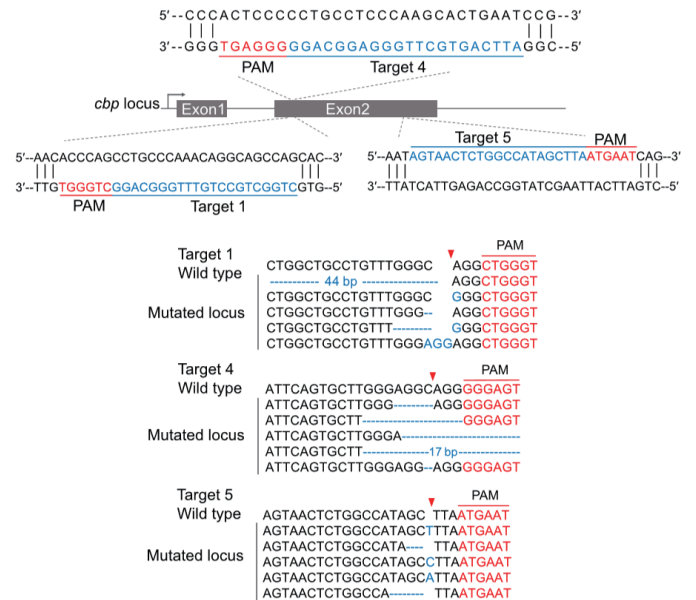 5′--CCCACTCCCCCTGCCTCCCAAGCACTGAATCCG--3′
3′--GGGTGAGGGGGACGGAGGGTTCGTGACTTAGGC--5′
PAM Target 4
cbp locus Exon1 Exon2
Target 5 PAM
5′--AACACCCAGCCTGCCCAAACAGGCAGCCAGCAC--3′
3′--TTGTGGGTCGGACGGGTTTGTCCGTCGGTCGTG--5′
PAM Target 1
5′--AATAGTAACTCTGGCCATAGCTTAATGAATCAG--3′
3′--TTATCATTGAGACCGGTATCGAATTACTTAGTC--5′
PAM
Target 1
Wild type CTGGCTGCCTGTTTGGGC AGGCTGGGT
----------- 44 bp ----------------- AGGCTGGGT
CTGGCTGCCTGTTTGGGC GGGCTGGGT
Mutated locus CTGGCTGCCTGTTTGGG-- AGGCTGGGT
CTGGCTGCCTGTTT--------- GGGCTGGGT
CTGGCTGCCTGTTTGGGAGGAGGCTGGGT
Target 4 PAM
Wild type ATTCAGTGCTTGGGAGGCAGGGGGAGT
ATTCAGTGCTTGGG---------AGGGGGAGT
ATTCAGTGCTT-----------------------GGGAGT
Mutated locus ATTCAGTGCTTGGGA---------------------------
ATTCAGTGCTT---------------17 bp--------------
ATTCAGTGCTTGGGAGG--AGGGGGAGT
Target 5 PAM
Wild type AGTAACTCTGGCCATAGC TTAATGAAT
AGTAACTCTGGCCATAGCTTTAATGAAT
AGTAACTCTGGCCATA---- TTAATGAAT
Mutated locus AGTAACTCTGGCCATAGCCTTAATGAAT
AGTAACTCTGGCCATAGCATTAATGAAT
AGTAACTCTGGCCA-------- TTAATGAAT